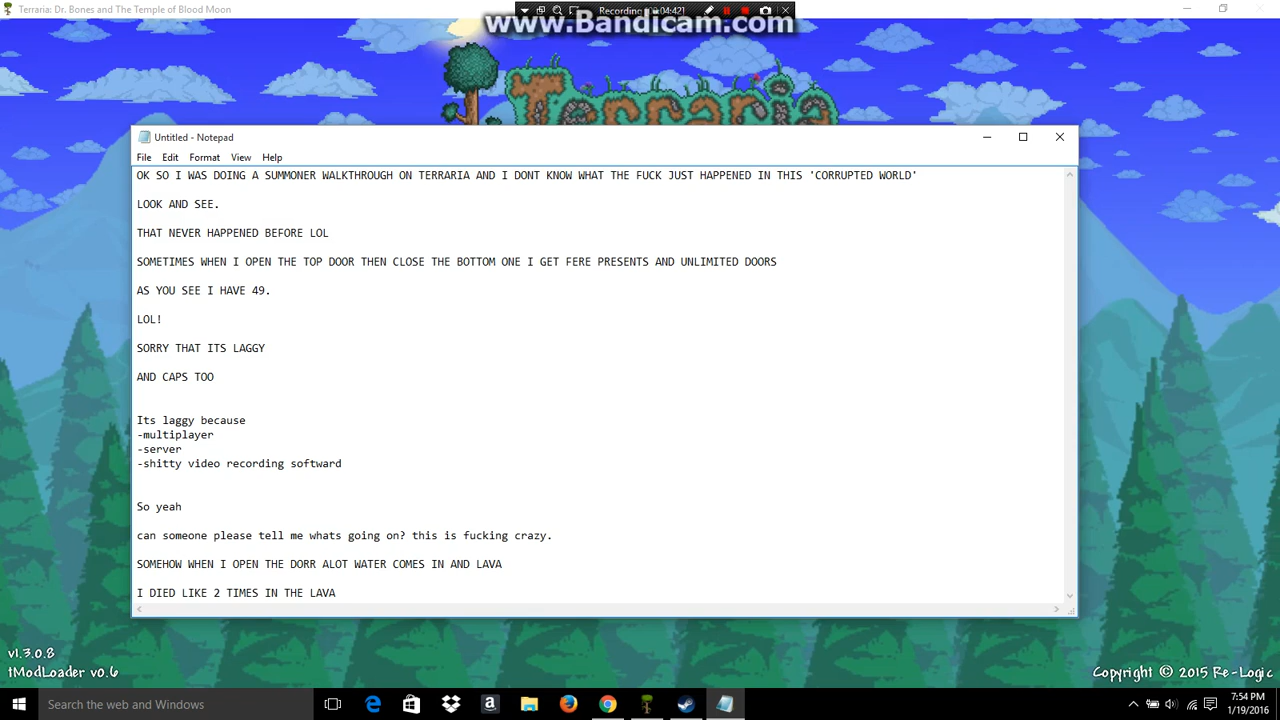 Terraria: Dr. Bones and The Temple of Blood Moon
www.Bandicam.com
Terraria
Untitled - Notepad
File Edit Format View Help
OK SO I WAS DOING A SUMMONER WALKTHROUGH ON TERRARIA AND I DONT KNOW WHAT THE FUCK JUST HAPPENED IN THIS 'CORRUPTED WORLD'
LOOK AND SEE.
THAT NEVER HAPPENED BEFORE LOL
SOMETIMES WHEN I OPEN THE TOP DOOR THEN CLOSE THE BOTTOM ONE I GET FERE PRESENTS AND UNLIMITED DOORS
AS YOU SEE I HAVE 49.
LOL!
SORRY THAT ITS LAGGY
AND CAPS TOO
Its laggy because
-multiplayer
-server
-shitty video recording softward
So yeah
can someone please tell me whats going on? this is fucking crazy.
SOMEHOW WHEN I OPEN THE DORR ALOT WATER COMES IN AND LAVA
I DIED LIKE 2 TIMES IN THE LAVA
v1.3.0.8
tModLoader v0.6
Copyright © 2015 Re-Logic
Search the web and Windows
7:54 PM
1/19/2016